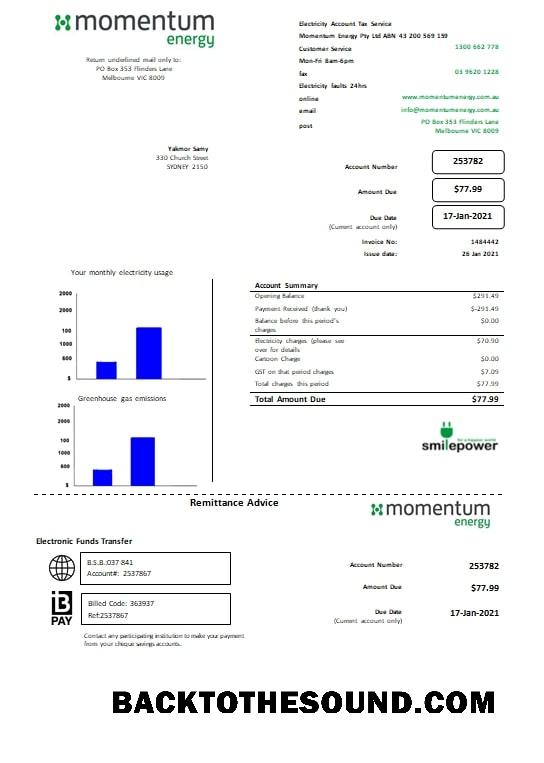 momentum
energy
Return undefined mail only to:
PO Box 353 Flinders Lane
Melbourne VIC 8009
Electricity Account Tax Service
Momentum Energy Pty Ltd ABN 43 200 569 159
Customer Service 1300 662 778
Mon-Fri 8am-6pm
fax 03 9620 1228
Electricity faults 24hrs
online www.momentumenergy.com.au
email info@momentumenergy.com.au
post PO Box 353 Flinders Lane
Melbourne VIC 8009
Yakmor Samy
330 Church Street
SYDNEY 2150
Account Number 253782
Amount Due $77.99
Due Date 17-Jan-2021
(Current account only)
Invoice No: 1484442
Issue date: 26 Jan 2021
Your monthly electricity usage
2000
2000
100
1000
600
$
Greenhouse gas emissions
2000
2000
100
1000
600
$
Account Summary
Opening Balance $291.49
Payment Received (thank you) $-291.49
Balance before this period's $0.00
charges
Electricity charges (please see $70.90
over for details
Cartoon Charge $0.00
GST on that period charges $7.09
Total charges this period $77.99
Total Amount Due $77.99
for a happier world
smilepower
Remittance Advice
momentum
energy
Electronic Funds Transfer
B.S.B.:037 841
Account#: 2537867
B
PAY
Billed Code: 363937
Ref:2537867
Contact any participating institution to make your payment
from your cheque savings accounts.
Account Number 253782
Amount Due $77.99
Due Date 17-Jan-2021
(Current account only)
BACKTOTHESOUND.COM